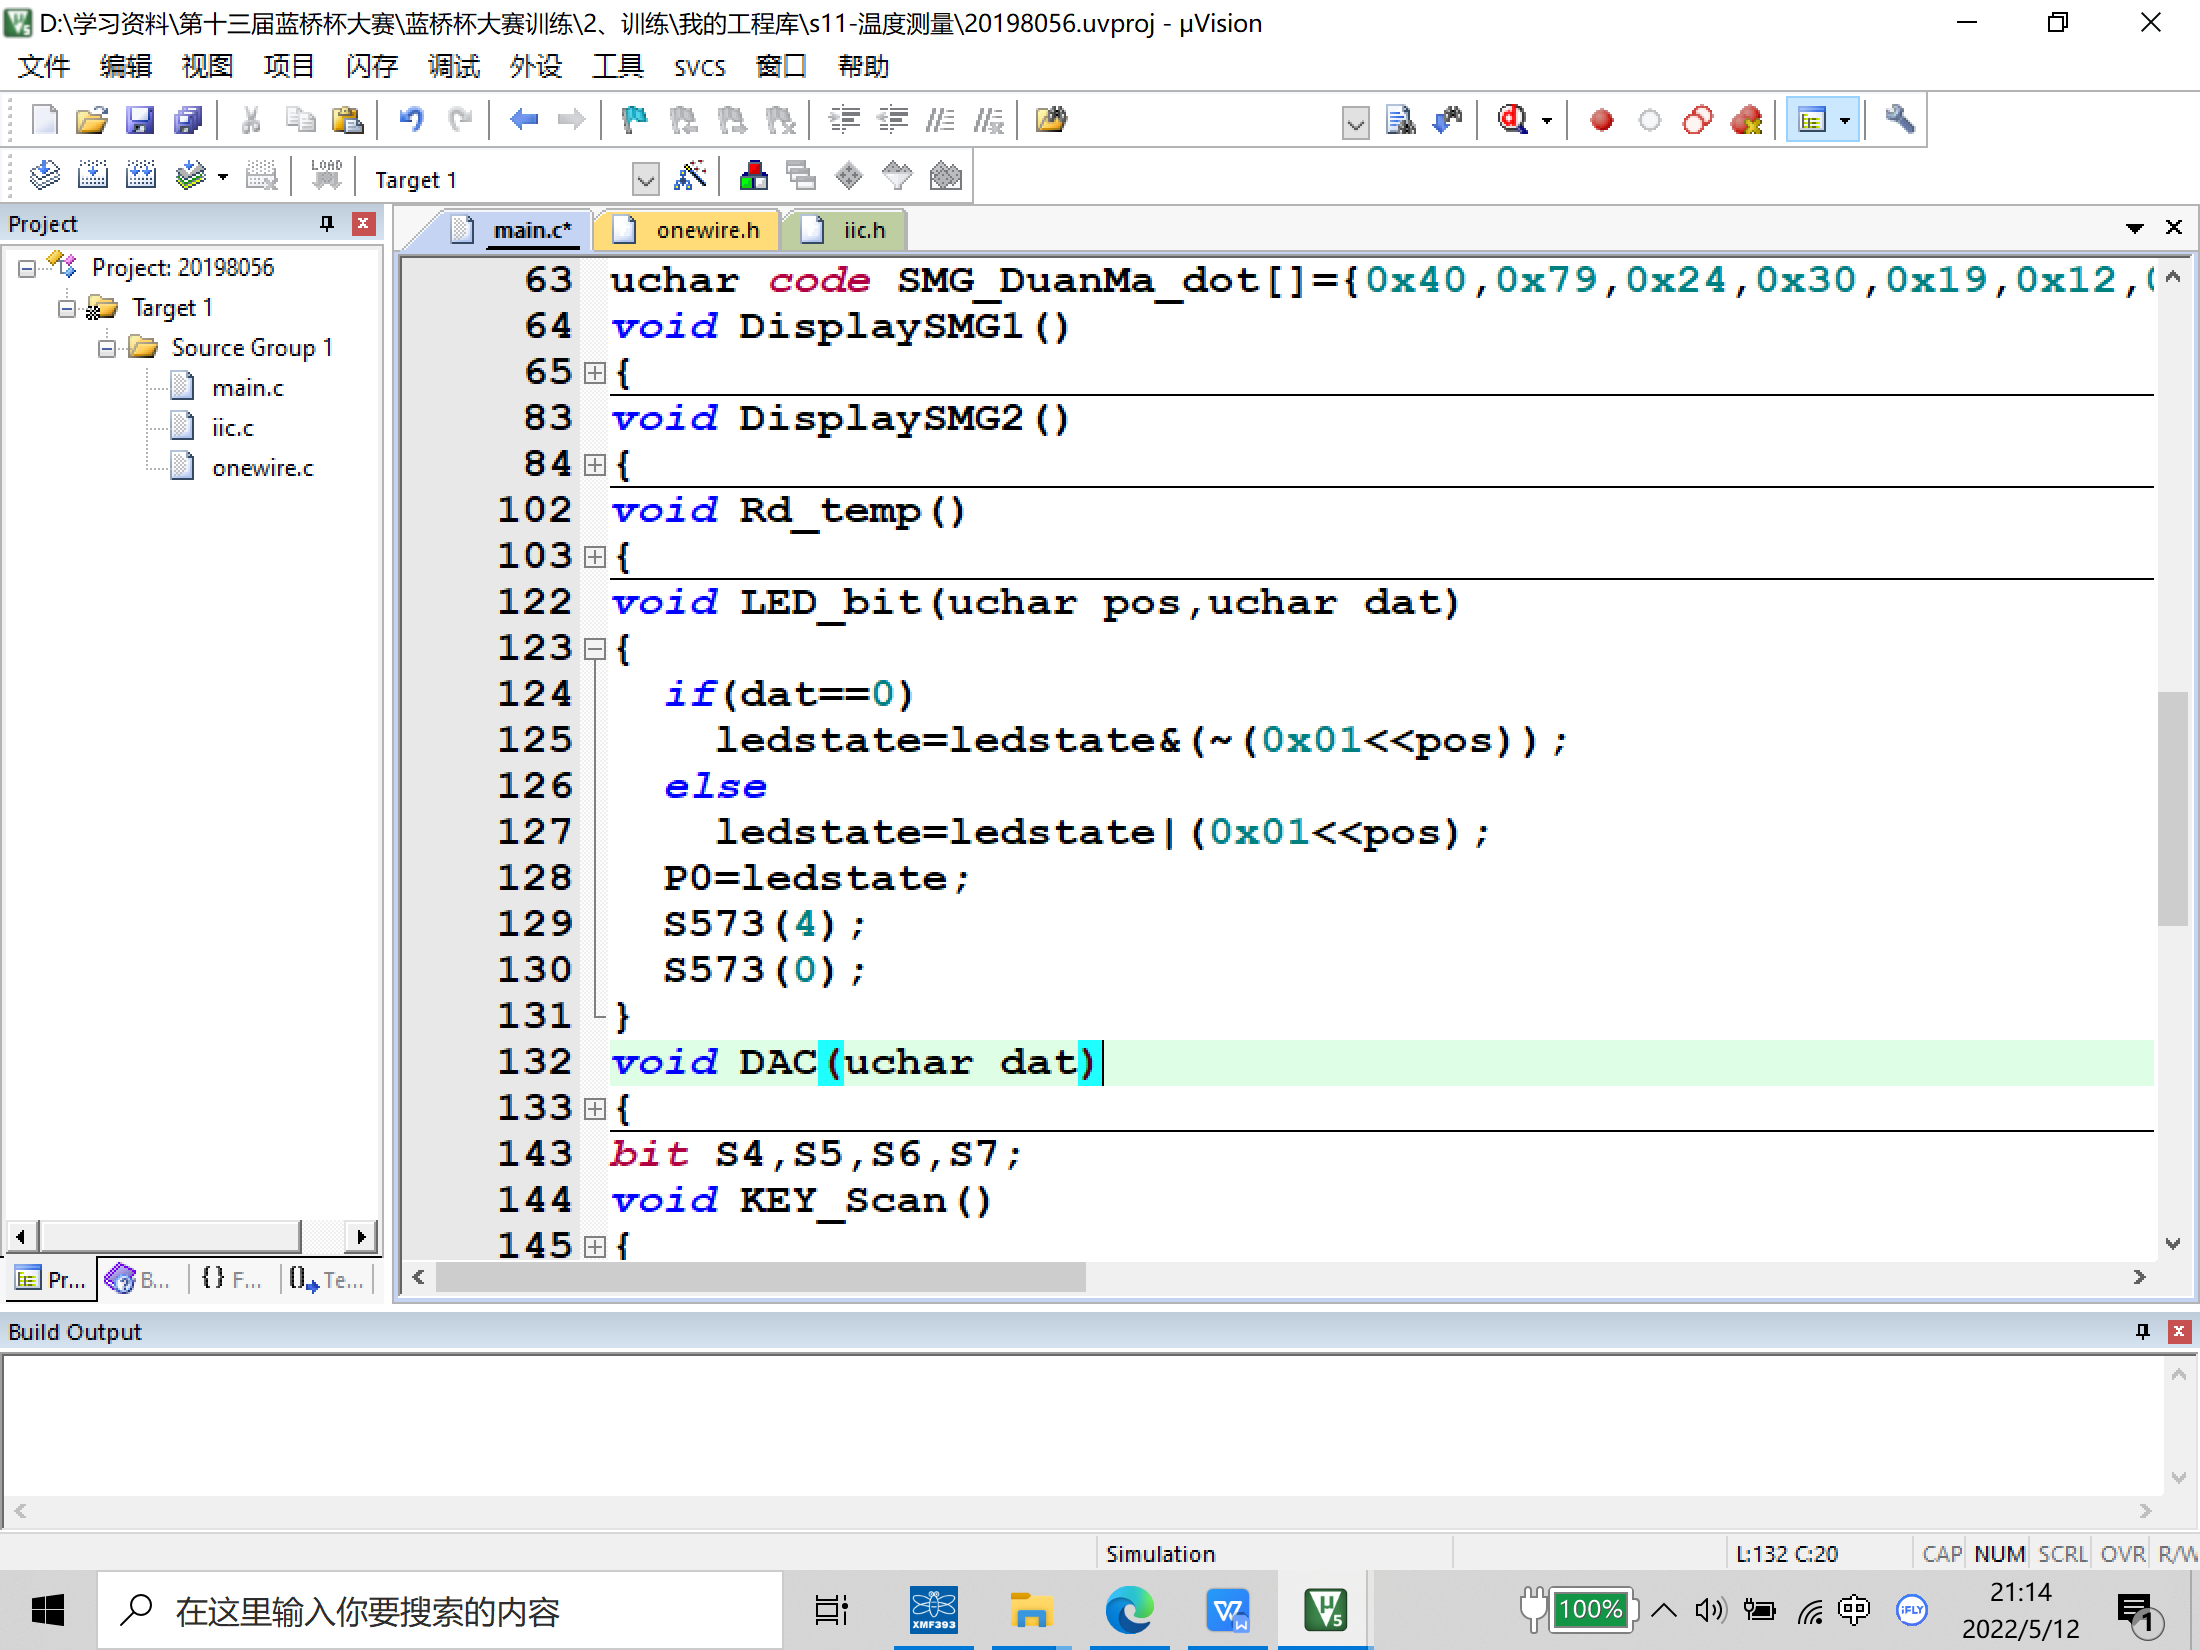 D:\学习资料\第十三届蓝桥杯大赛\蓝桥杯大赛训练\2、训练\我的工程库\s11-温度测量\20198056.uvproj - µVision
文件 编辑 视图 项目 闪存 调试 外设 工具 SVCS 窗口 帮助
LOAD Target 1
Project
main.c* onewire.h iic.h
Project: 20198056
Target 1
Source Group 1
main.c
iic.c
onewire.c
63 uchar code SMG_DuanMa_dot[]={0x40,0x79,0x24,0x30,0x19,0x12,
64 void DisplaySMG1()
65 {
83 void DisplaySMG2()
84 {
102 void Rd_temp()
103 {
122 void LED_bit(uchar pos,uchar dat)
123 {
124 if(dat==0)
125 ledstate=ledstate&(~(0x01<<pos));
126 else
127 ledstate=ledstate|(0x01<<pos);
128 P0=ledstate;
129 S573(4);
130 S573(0);
131 }
132 void DAC(uchar dat)
133 {
143 bit S4,S5,S6,S7;
144 void KEY_Scan()
145 {
Pr... B... {} F... Te...
Build Output
Simulation L:132 C:20 CAP NUM SCRL OVR R/W
在这里输入你要搜索的内容
XMF393
100%
中
iFLY
21:14
2022/5/12
1